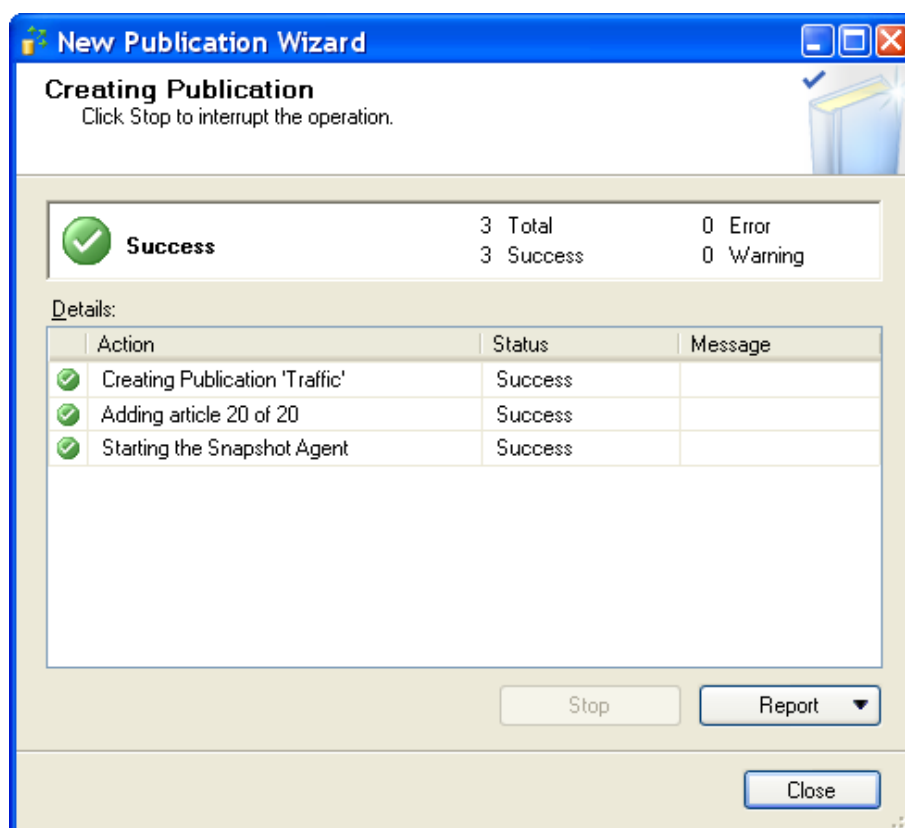 New Publication Wizard
Creating Publication
Click Stop to interrupt the operation.
Success
3 Total 0 Error
3 Success 0 Warning
Details:
Action Status Message
Creating Publication 'Traffic' Success
Adding article 20 of 20 Success
Starting the Snapshot Agent Success
Stop Report
Close